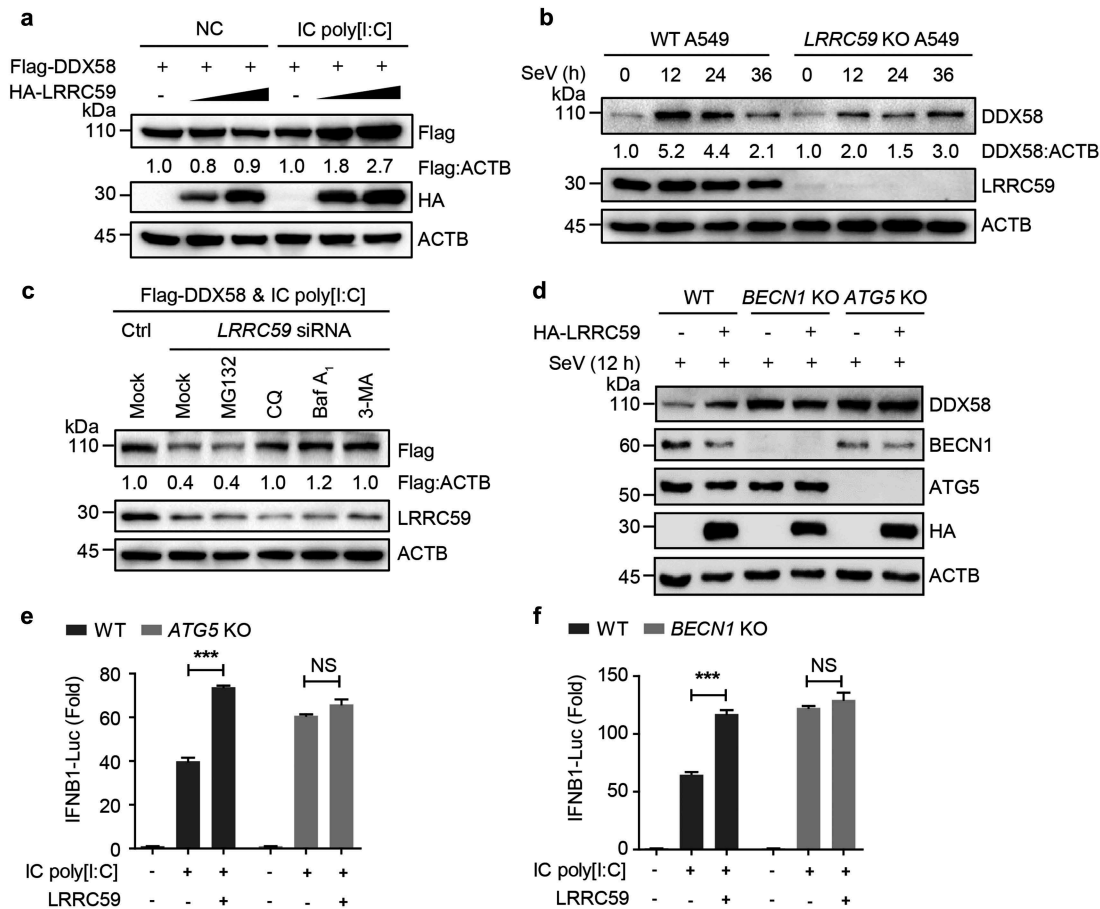 a
NC IC poly[I:C]
Flag-DDX58 + + + + + +
HA-LRRC59 - -
kDa
110 Flag
1.0 0.8 0.9 1.0 1.8 2.7 Flag:ACTB
30 HA
45 ACTB
b
WT A549 LRRC59 KO A549
SeV (h) 0 12 24 36 0 12 24 36
kDa
110 DDX58
1.0 5.2 4.4 2.1 1.0 2.0 1.5 3.0 DDX58:ACTB
30 LRRC59
45 ACTB
c
Flag-DDX58 & IC poly[I:C]
Ctrl LRRC59 siRNA
Mock Mock MG132 CQ Baf A1 3-MA
kDa
110 Flag
1.0 0.4 0.4 1.0 1.2 1.0 Flag:ACTB
30 LRRC59
45 ACTB
d
WT BECN1 KO ATG5 KO
HA-LRRC59 - + - + - +
SeV (12 h) + + + + + +
kDa
110 DDX58
60 BECN1
50 ATG5
30 HA
45 ACTB
e
WT ATG5 KO
IFNB1-Luc (Fold)
80
60
40
20
0
*** NS
IC poly[I:C] - + + - + +
LRRC59 - - + - - +
f
WT BECN1 KO
IFNB1-Luc (Fold)
150
100
50
0
*** NS
IC poly[I:C] - + + - + +
LRRC59 - - + - - +